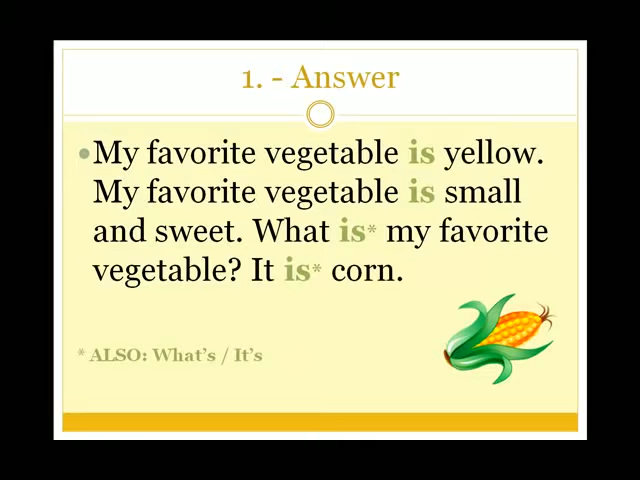 1. - Answer
•My favorite vegetable is yellow.
My favorite vegetable is small
and sweet. What is* my favorite
vegetable? It is* corn.
* ALSO: What's / It's